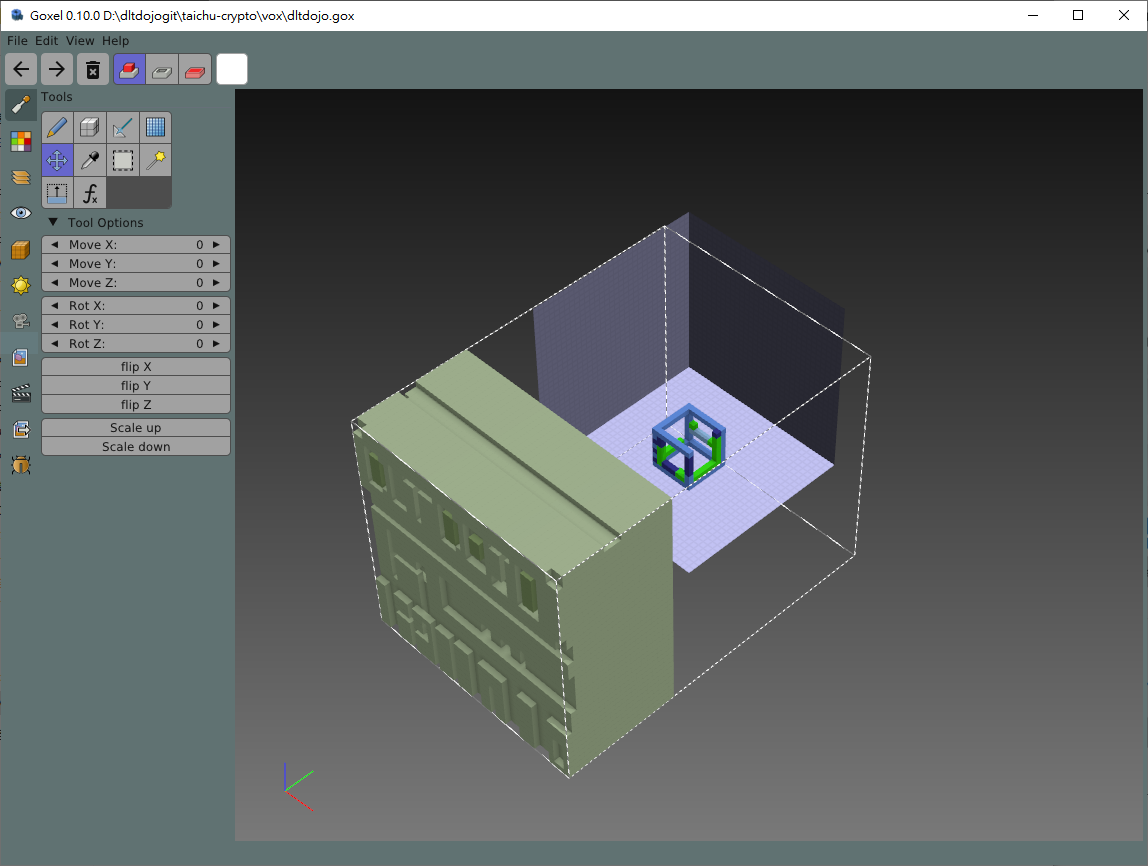 Goxel 0.10.0 D:\dltdojogit\taichu-crypto\vox\dltdojo.gox
File Edit View Help
Tools
Tool Options
Move X: 0
Move Y: 0
Move Z: 0
Rot X: 0
Rot Y: 0
Rot Z: 0
flip X
flip Y
flip Z
Scale up
Scale down